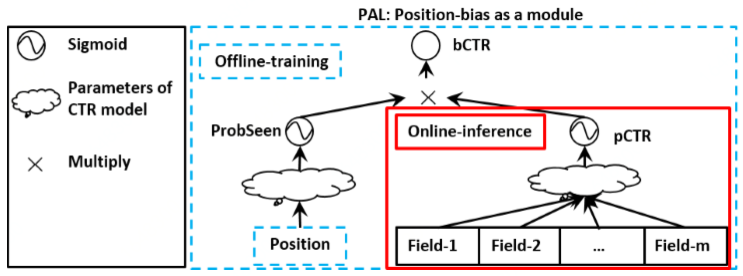 PAL: Position-bias as a module
Sigmoid
Parameters of
CTR model
Multiply
bCTR
Offline-training
ProbSeen
Online-inference
pCTR
Position
Field-1
Field-2
...
Field-m